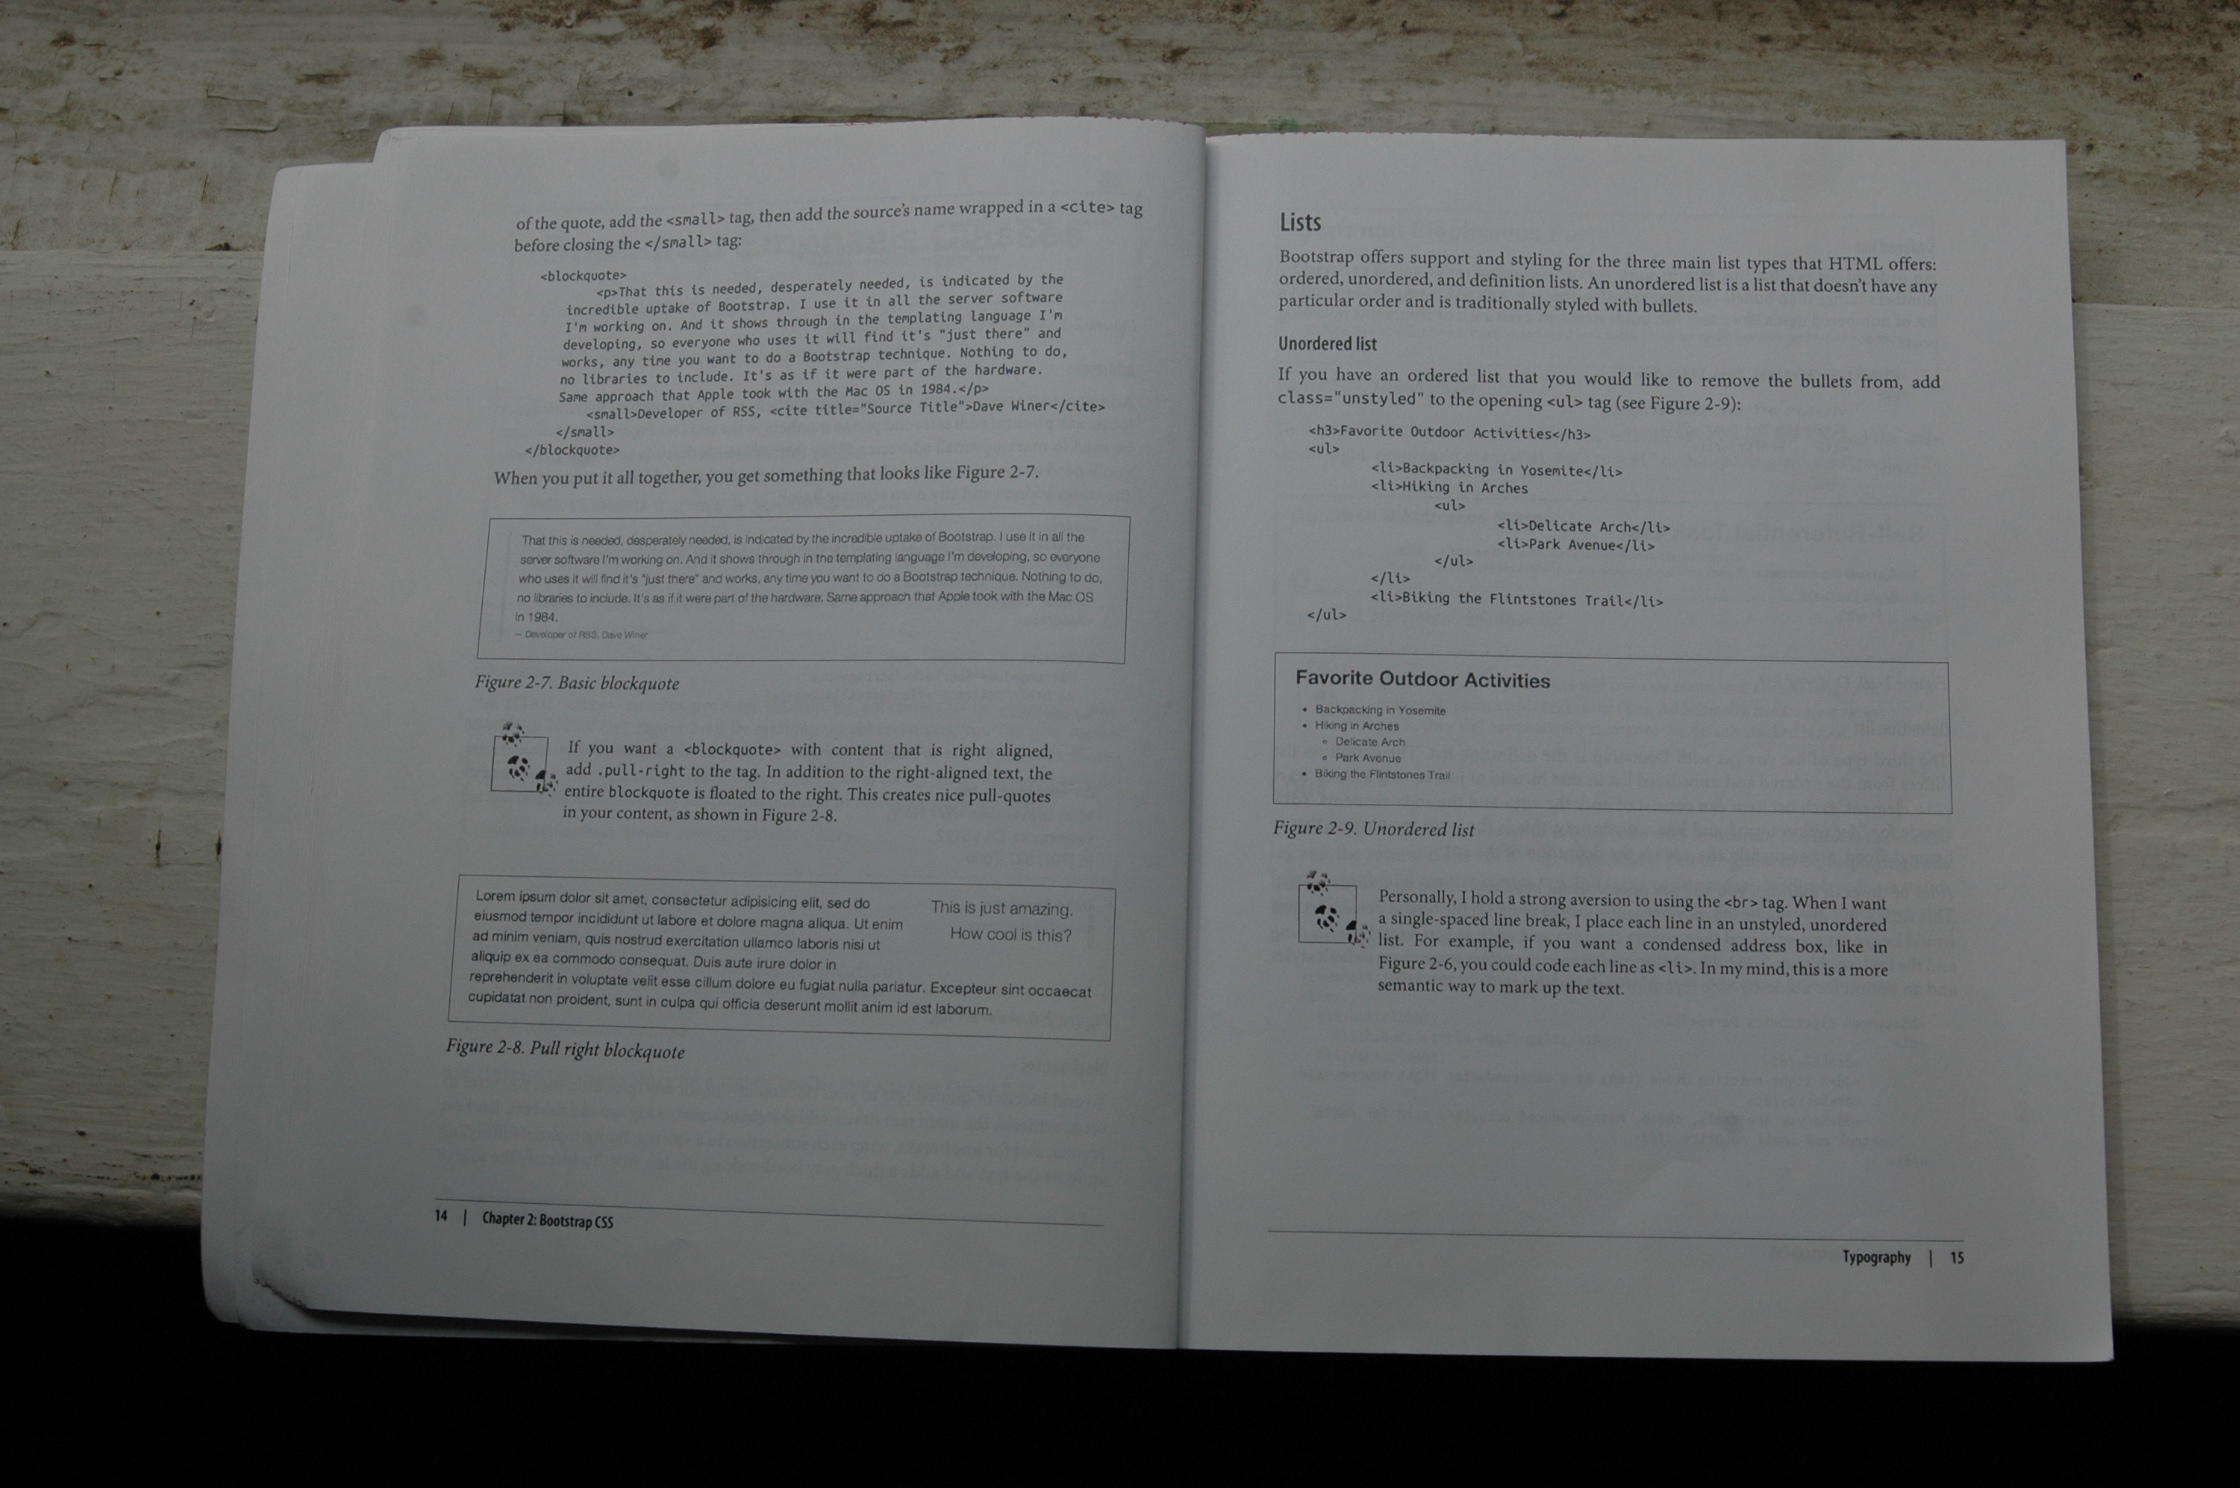 of the quote, add the <small> tag, then add the source's name wrapped in a <cite> tag
before closing the </small> tag:
<blockquote>
<p>That this is needed, desperately needed, is indicated by the
incredible uptake of Bootstrap. I use it in all the server software
I'm working on. And it shows through in the templating language I'm
developing, so everyone who uses it will find it's "just there" and
works, any time you want to do a Bootstrap technique. Nothing to do,
no libraries to include. It's as if it were part of the hardware.
Same approach that Apple took with the Mac OS in 1984.</p>
<small>Developer of RSS, <cite title="Source Title">Dave Winer</cite>
</small>
</blockquote>
When you put it all together, you get something that looks like Figure 2-7.
That this is needed, desperately needed, is indicated by the incredible uptake of Bootstrap. I use it in all the
server software I'm working on. And it shows through in the templating language I'm developing, so everyone
who uses it will find it's "just there" and works, any time you want to do a Bootstrap technique. Nothing to do,
no libraries to include. It's as if it were part of the hardware. Same approach that Apple took with the Mac OS
in 1984.
— Developer of RSS, Dave Winer
Figure 2-7. Basic blockquote
If you want a <blockquote> with content that is right aligned,
add .pull-right to the tag. In addition to the right-aligned text, the
entire blockquote is floated to the right. This creates nice pull-quotes
in your content, as shown in Figure 2-8.
Lorem ipsum dolor sit amet, consectetur adipisicing elit, sed do
eiusmod tempor incididunt ut labore et dolore magna aliqua. Ut enim
ad minim veniam, quis nostrud exercitation ullamco laboris nisi ut
aliquip ex ea commodo consequat. Duis aute irure dolor in
reprehenderit in voluptate velit esse cillum dolore eu fugiat nulla pariatur. Excepteur sint occaecat
cupidatat non proident, sunt in culpa qui officia deserunt mollit anim id est laborum.
This is just amazing.
How cool is this?
Figure 2-8. Pull right blockquote
14 | Chapter 2: Bootstrap CSS
Lists
Bootstrap offers support and styling for the three main list types that HTML offers:
ordered, unordered, and definition lists. An unordered list is a list that doesn't have any
particular order and is traditionally styled with bullets.
Unordered list
If you have an ordered list that you would like to remove the bullets from, add
class="unstyled" to the opening <ul> tag (see Figure 2-9):
<h3>Favorite Outdoor Activities</h3>
<ul>
<li>Backpacking in Yosemite</li>
<li>Hiking in Arches
<ul>
<li>Delicate Arch</li>
<li>Park Avenue</li>
</ul>
</li>
<li>Biking the Flintstones Trail</li>
</ul>
Favorite Outdoor Activities
• Backpacking in Yosemite
• Hiking in Arches
◦ Delicate Arch
◦ Park Avenue
• Biking the Flintstones Trail
Figure 2-9. Unordered list
Personally, I hold a strong aversion to using the <br> tag. When I want
a single-spaced line break, I place each line in an unstyled, unordered
list. For example, if you want a condensed address box, like in
Figure 2-6, you could code each line as <li>. In my mind, this is a more
semantic way to mark up the text.
Typography | 15